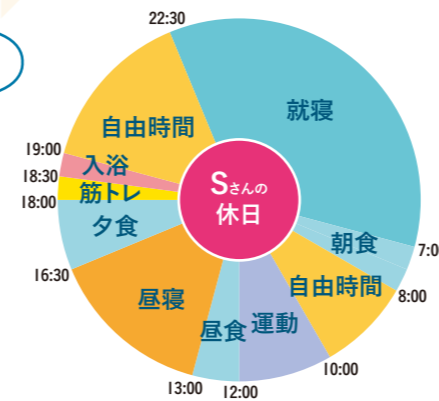 22:30
就寝
自由時間
19:00
入浴
18:30
筋トレ
18:00
夕食
Sさんの
休日
朝食
7:0
8:00
自由時間
16:30
昼寝
昼食
運動
10:00
13:00
12:00